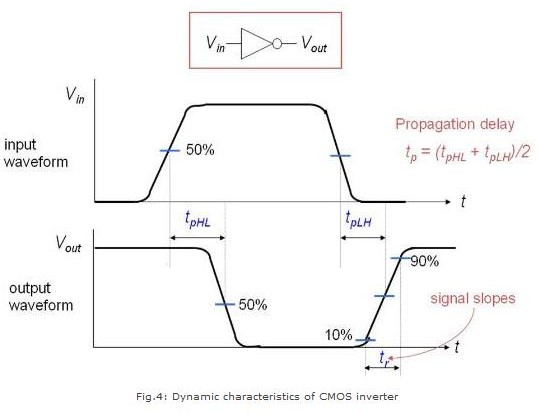 Vin Vout
Vin
input
waveform
50%
Propagation delay
tp = (tpHL + tpLH)/2
t
tpHL
tpLH
Vout
output
waveform
50%
90%
signal slopes
10%
tr
t
Fig.4: Dynamic characteristics of CMOS inverter